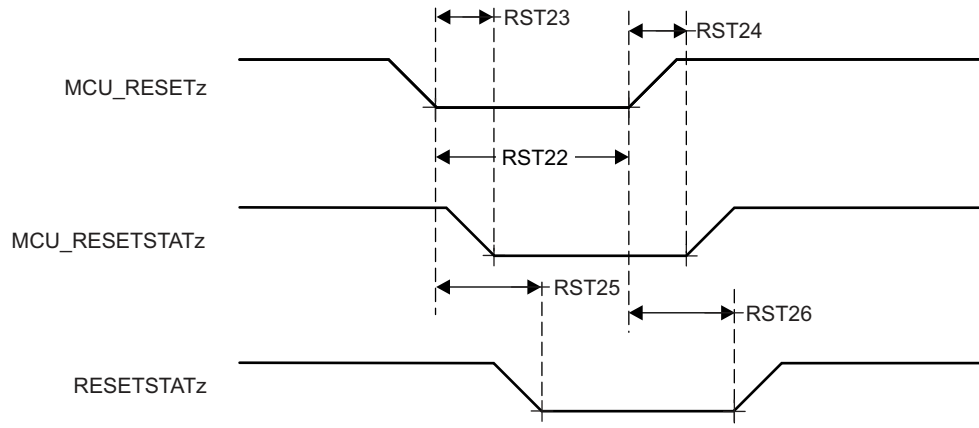 RST23
RST24
MCU_RESETz
RST22
MCU_RESETSTATz
RST25
RST26
RESETSTATz